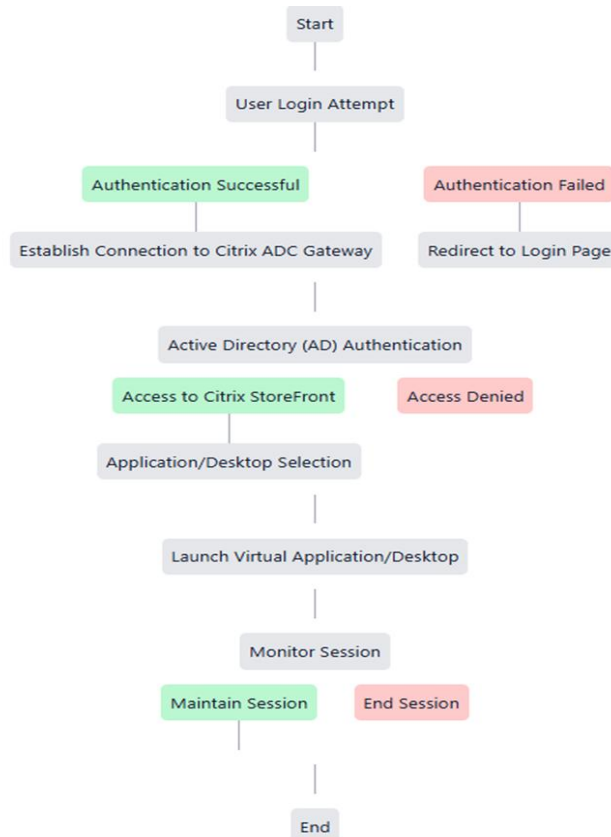 Start
User Login Attempt
Authentication Successful
Authentication Failed
Establish Connection to Citrix ADC Gateway
Redirect to Login Page
Active Directory (AD) Authentication
Access to Citrix StoreFront
Access Denied
Application/Desktop Selection
Launch Virtual Application/Desktop
Monitor Session
Maintain Session
End Session
End